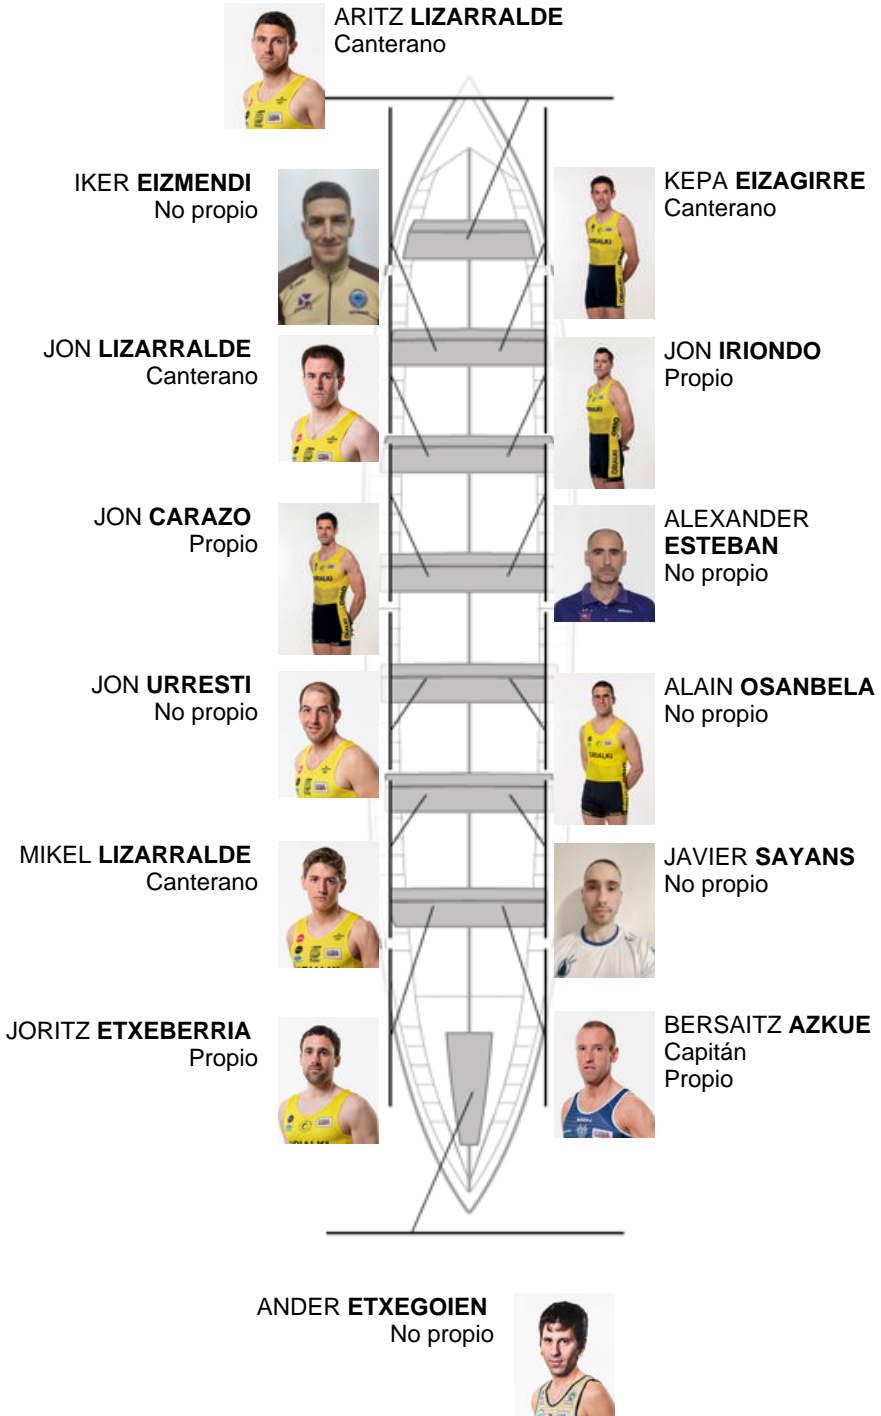 ARITZ LIZARRALDE
Canterano
IKER EIZMENDI
No propio
KEPA EIZAGIRRE
Canterano
JON LIZARRALDE
Canterano
JON IRIONDO
Propio
JON CARAZO
Propio
ALEXANDER
ESTEBAN
No propio
JON URRESTI
No propio
ALAIN OSANBELA
No propio
MIKEL LIZARRALDE
Canterano
JAVIER SAYANS
No propio
JORITZ ETXEBERRIA
Propio
BERSAITZ AZKUE
Capitán
Propio
ANDER ETXEGOIEN
No propio